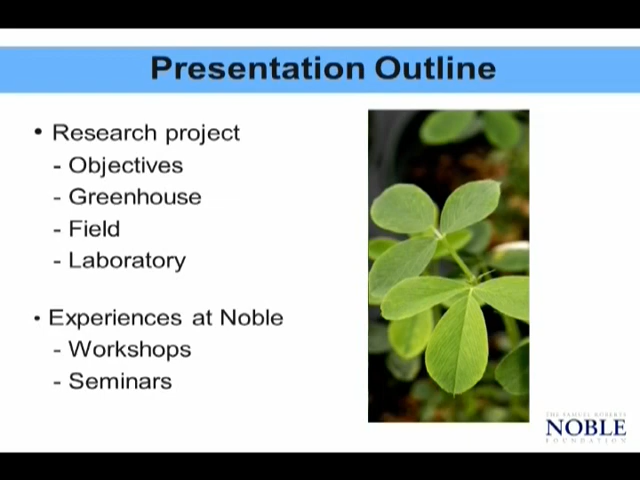 Presentation Outline
• Research project
- Objectives
- Greenhouse
- Field
- Laboratory
• Experiences at Noble
- Workshops
- Seminars
THE SAMUEL ROBERTS
NOBLE
FOUNDATION